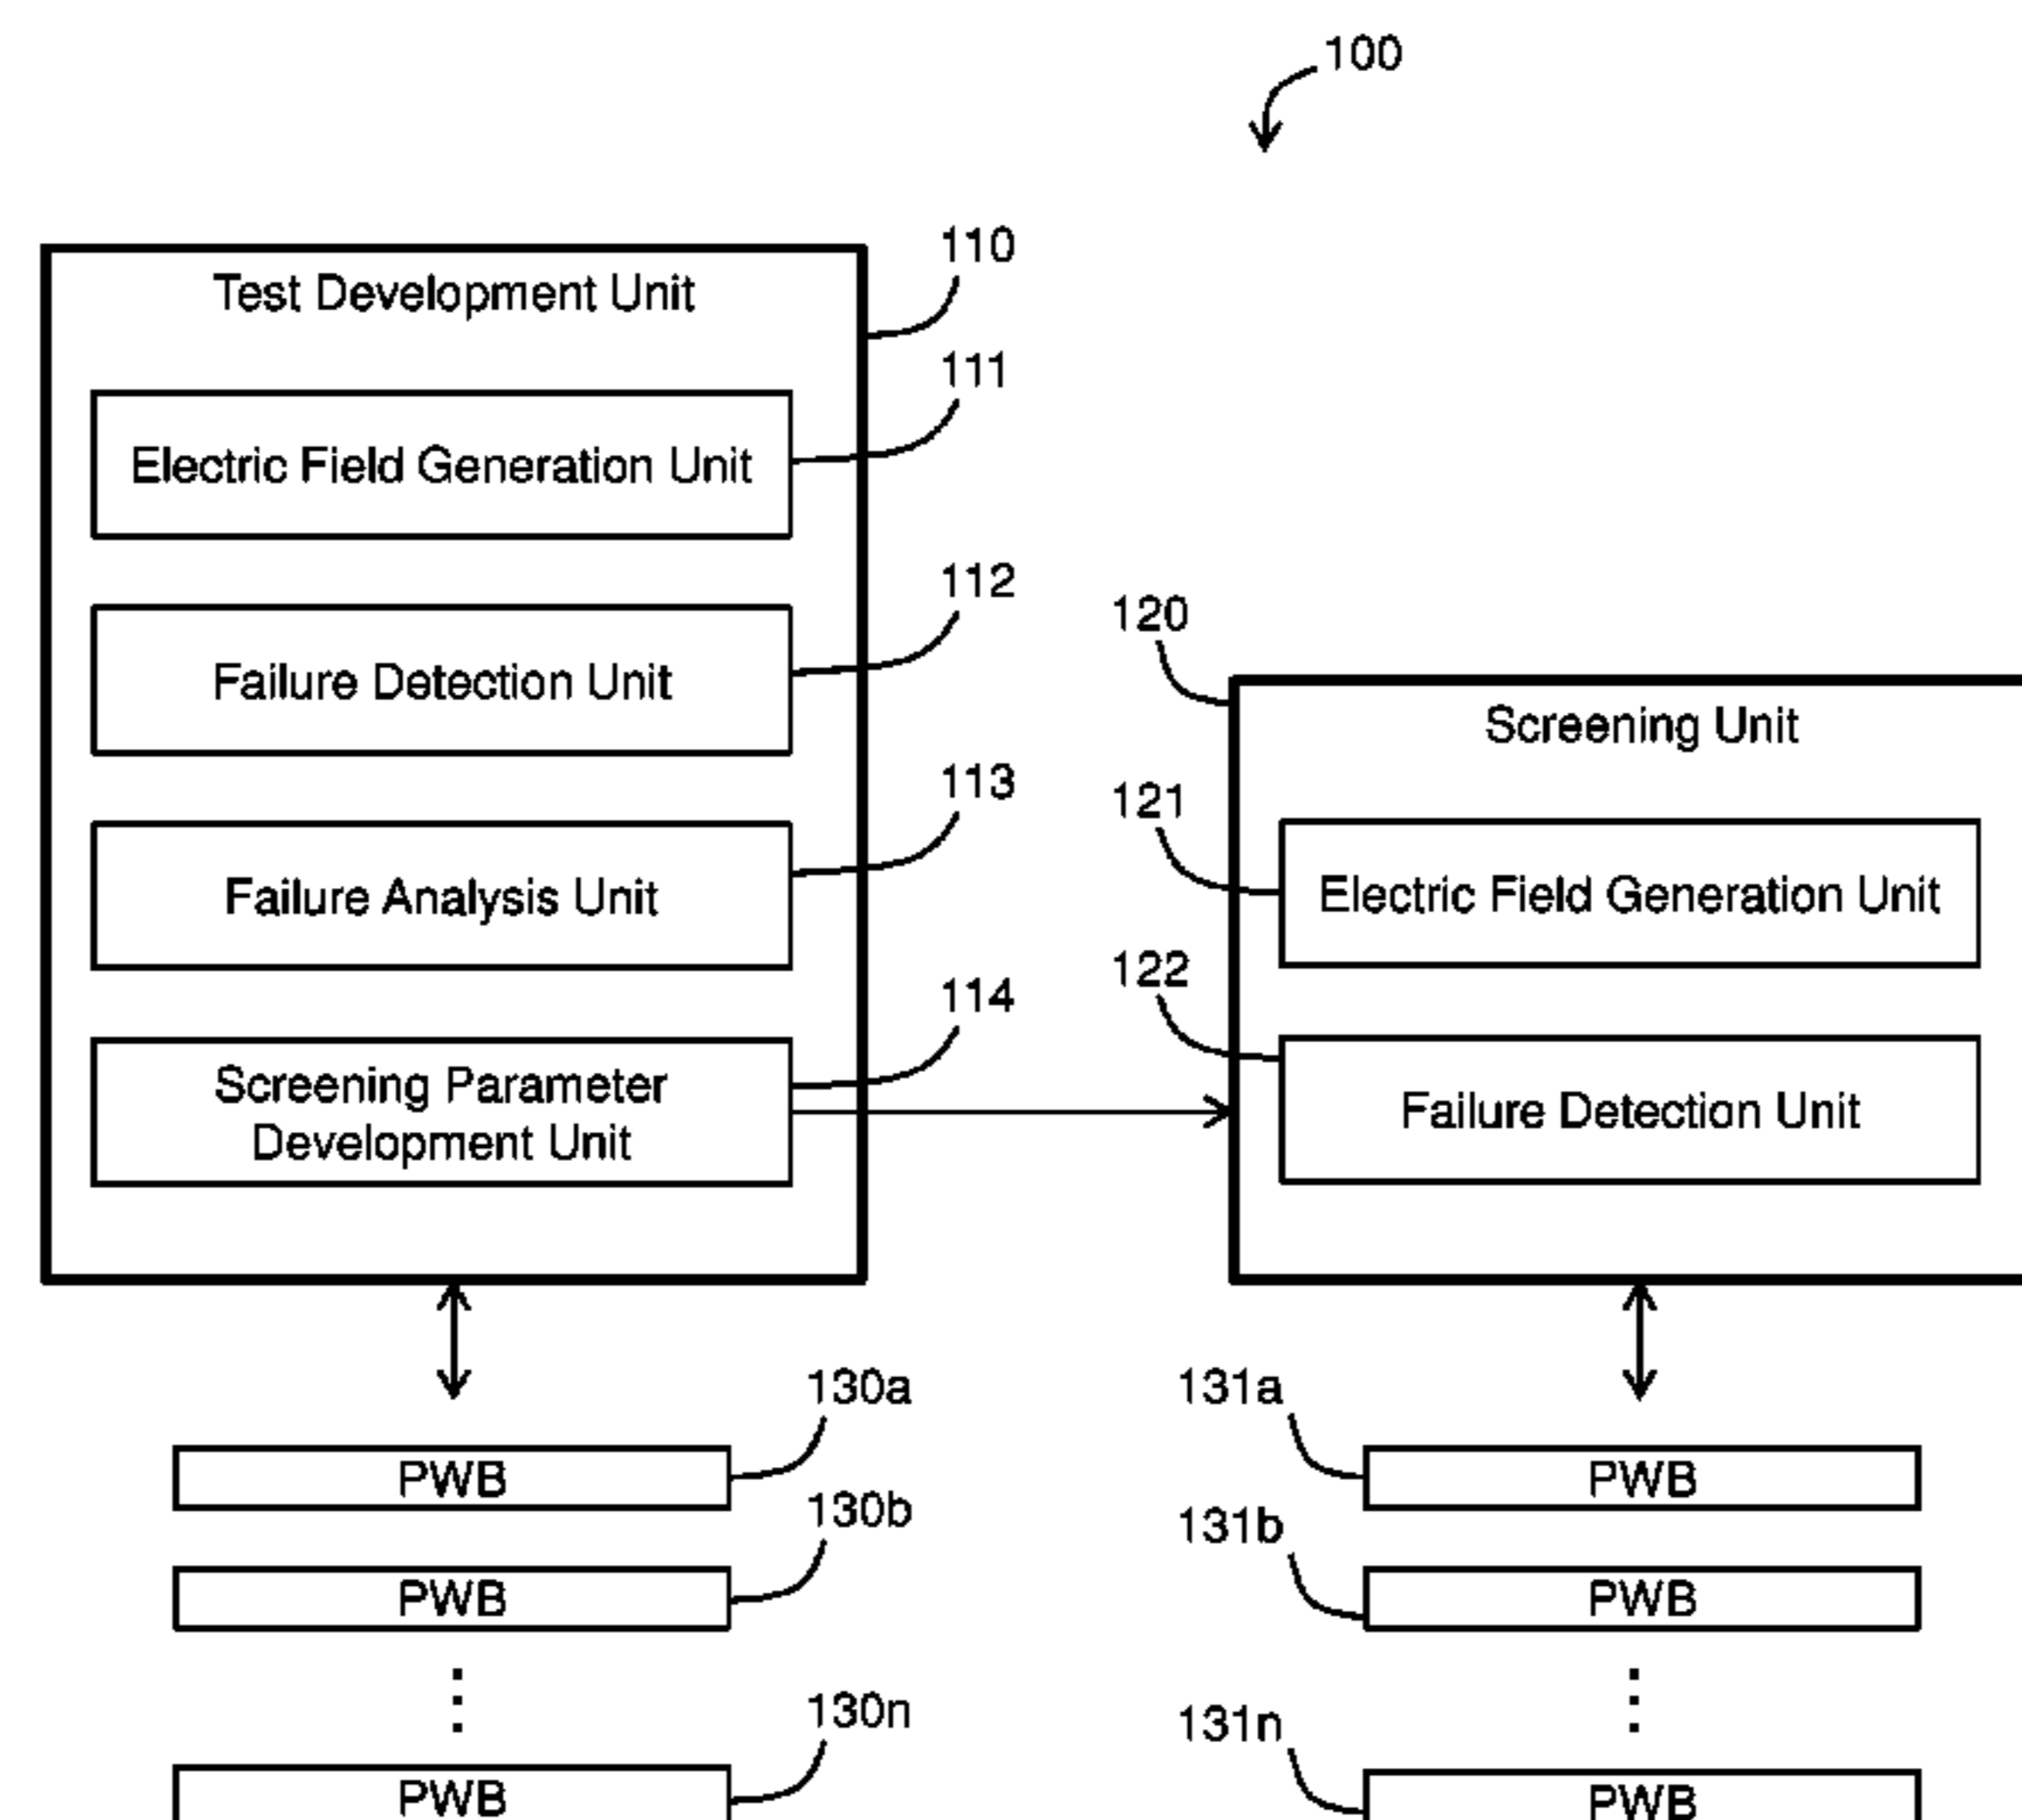 100
110
Test Development Unit
111
Electric Field Generation Unit
112
Failure Detection Unit
113
Failure Analysis Unit
114
Screening Parameter
Development Unit
120
Screening Unit
121
Electric Field Generation Unit
122
Failure Detection Unit
130a
PWB
130b
PWB
130n
PWB
131a
PWB
131b
PWB
131n
PWB